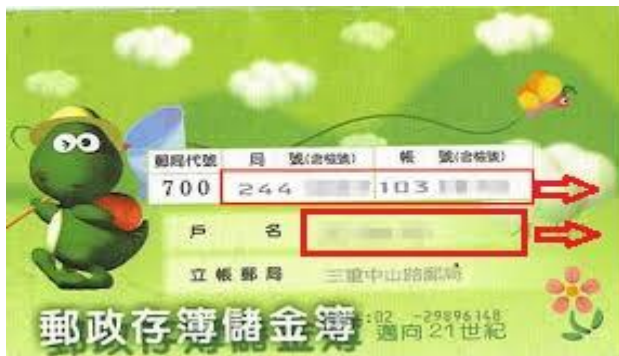 郵局代號 局 號(含檢號) 帳 號(含檢號)
700 244 103
戶 名
立帳郵局 三重中山路郵局
郵政存簿儲金簿
:02 -29896148
邁向21世紀